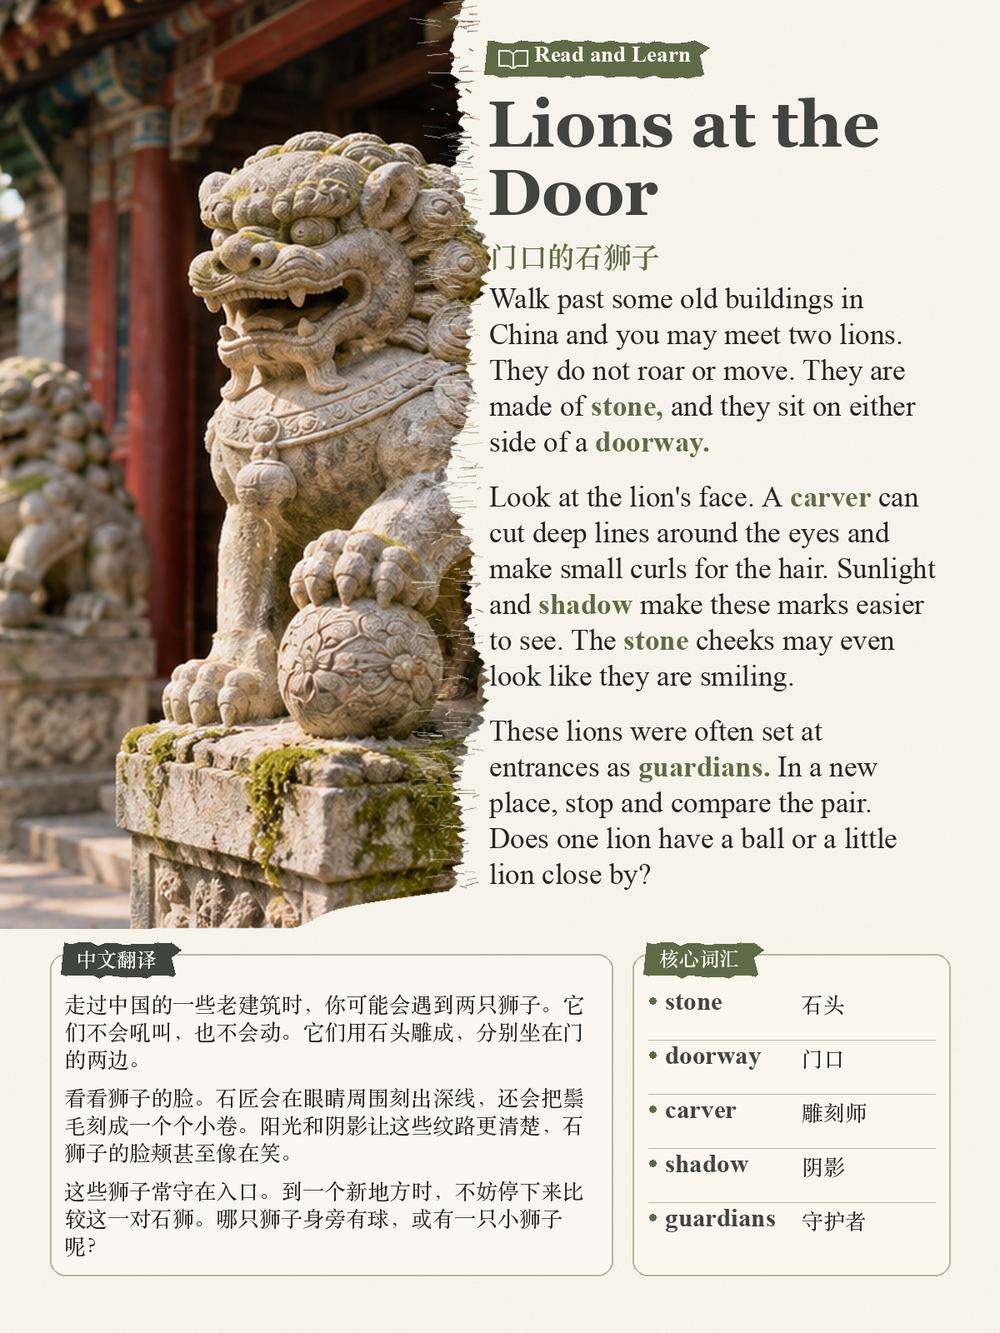 Read and Learn
Lions at the
Door
门口的石狮子
Walk past some old buildings in
China and you may meet two lions.
They do not roar or move. They are
made of stone, and they sit on either
side of a doorway.
Look at the lion's face. A carver can
cut deep lines around the eyes and
make small curls for the hair. Sunlight
and shadow make these marks easier
to see. The stone cheeks may even
look like they are smiling.
These lions were often set at
entrances as guardians. In a new
place, stop and compare the pair.
Does one lion have a ball or a little
lion close by?
中文翻译
走过中国的一些老建筑时，你可能会遇到两只狮子。它
们不会吼叫，也不会动。它们用石头雕成，分别坐在门
的两边。
看看狮子的脸。石匠会在眼睛周围刻出深线，还会把鬃
毛刻成一个个小卷。阳光和阴影让这些纹路更清楚，石
狮子的脸颊甚至像在笑。
这些狮子常守在入口。到一个新地方时，不妨停下来比
较这一对石狮。哪只狮子身旁有球，或有一只小狮子
呢？
核心词汇
stone 石头
doorway 门口
carver 雕刻师
shadow 阴影
guardians 守护者